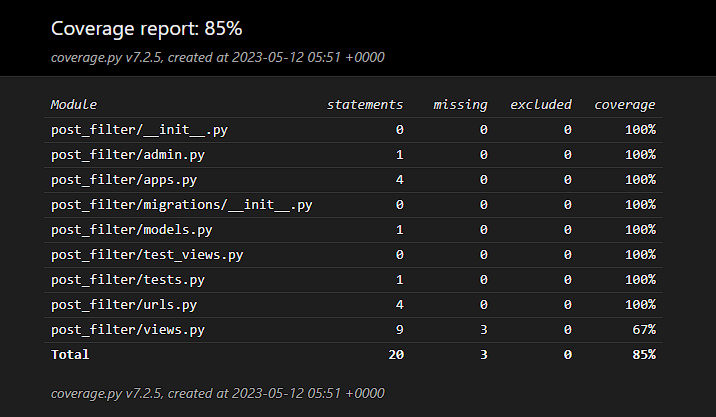 Coverage report: 85%
coverage.py v7.2.5, created at 2023-05-12 05:51 +0000
Module statements missing excluded coverage
post_filter/__init__.py 0 0 0 100%
post_filter/admin.py 1 0 0 100%
post_filter/apps.py 4 0 0 100%
post_filter/migrations/__init__.py 0 0 0 100%
post_filter/models.py 1 0 0 100%
post_filter/test_views.py 0 0 0 100%
post_filter/tests.py 1 0 0 100%
post_filter/urls.py 4 0 0 100%
post_filter/views.py 9 3 0 67%
Total 20 3 0 85%
coverage.py v7.2.5, created at 2023-05-12 05:51 +0000